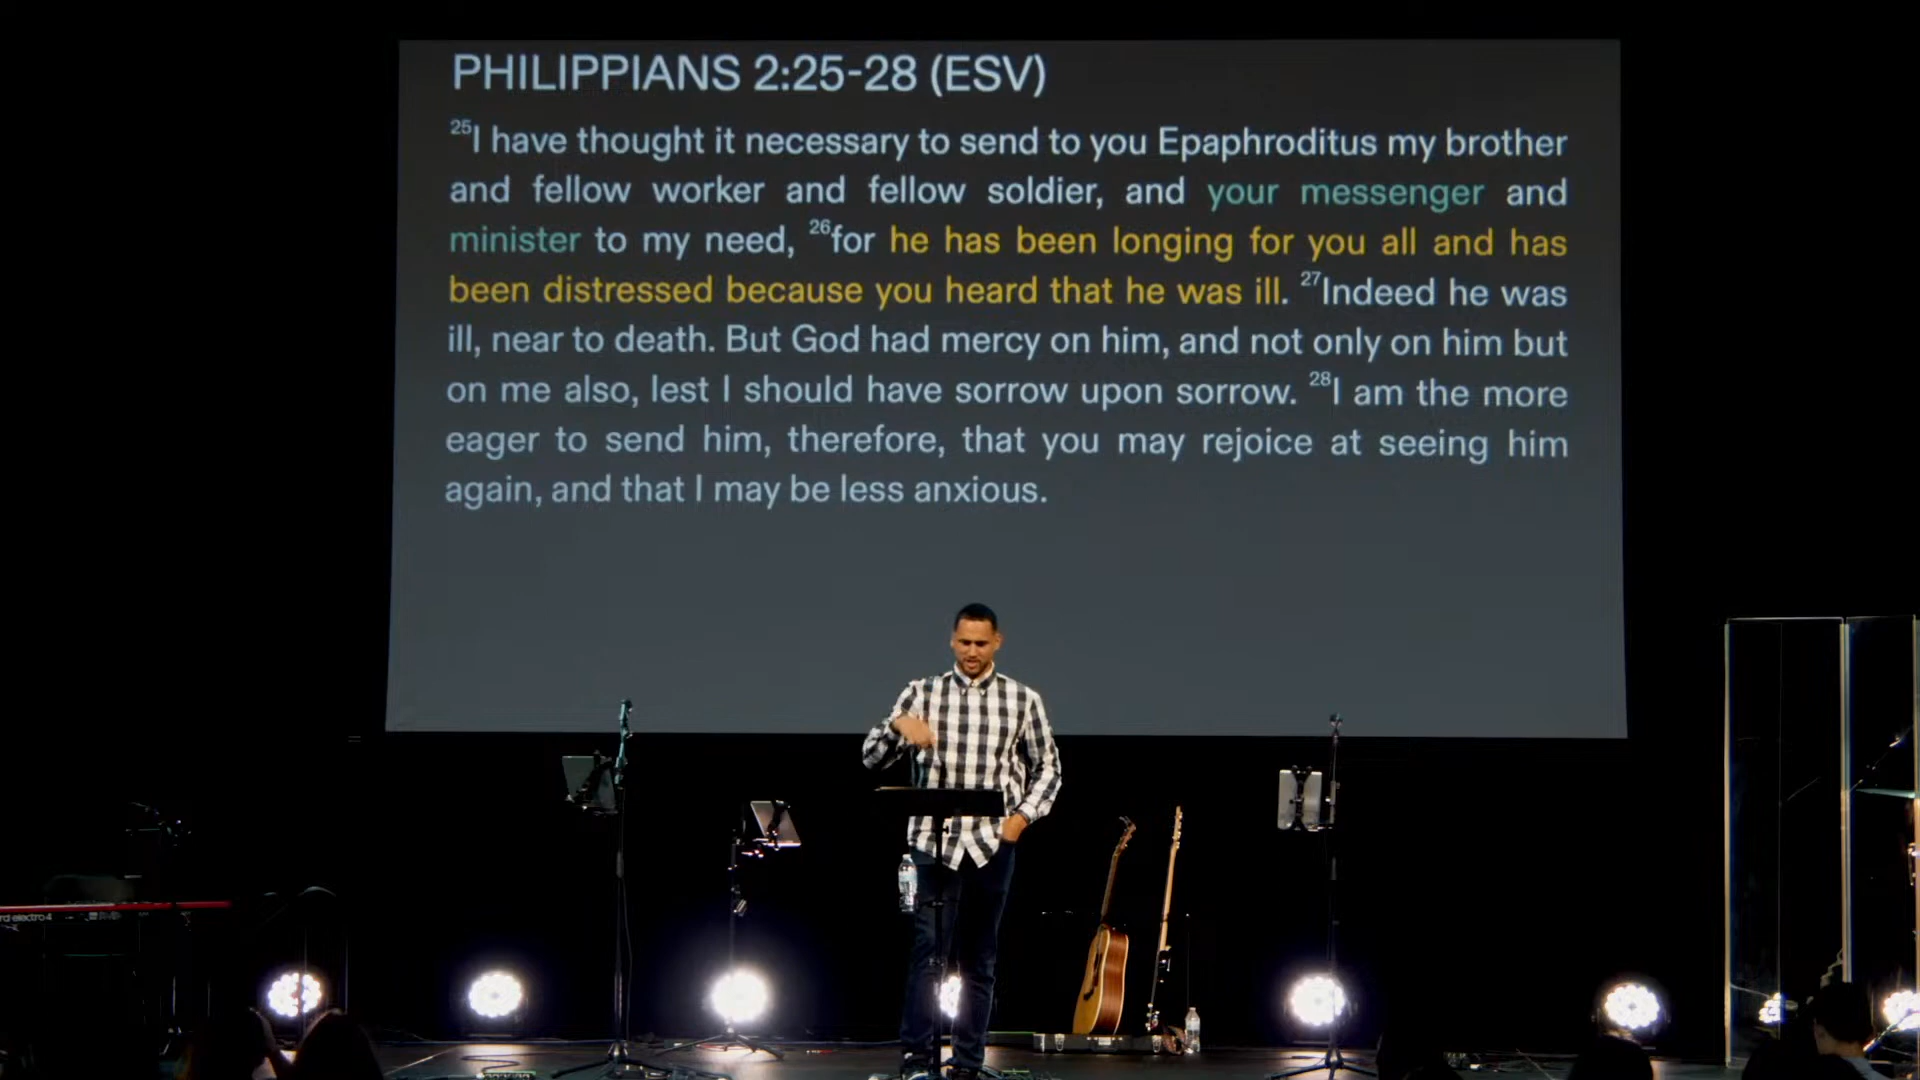 PHILIPPIANS 2:25-28 (ESV)
25I have thought it necessary to send to you Epaphroditus my brother
and fellow worker and fellow soldier, and your messenger and
minister to my need, 26for he has been longing for you all and has
been distressed because you heard that he was ill. 27Indeed he was
ill, near to death. But God had mercy on him, and not only on him but
on me also, lest I should have sorrow upon sorrow. 28I am the more
eager to send him, therefore, that you may rejoice at seeing him
again, and that I may be less anxious.
rd electro 4